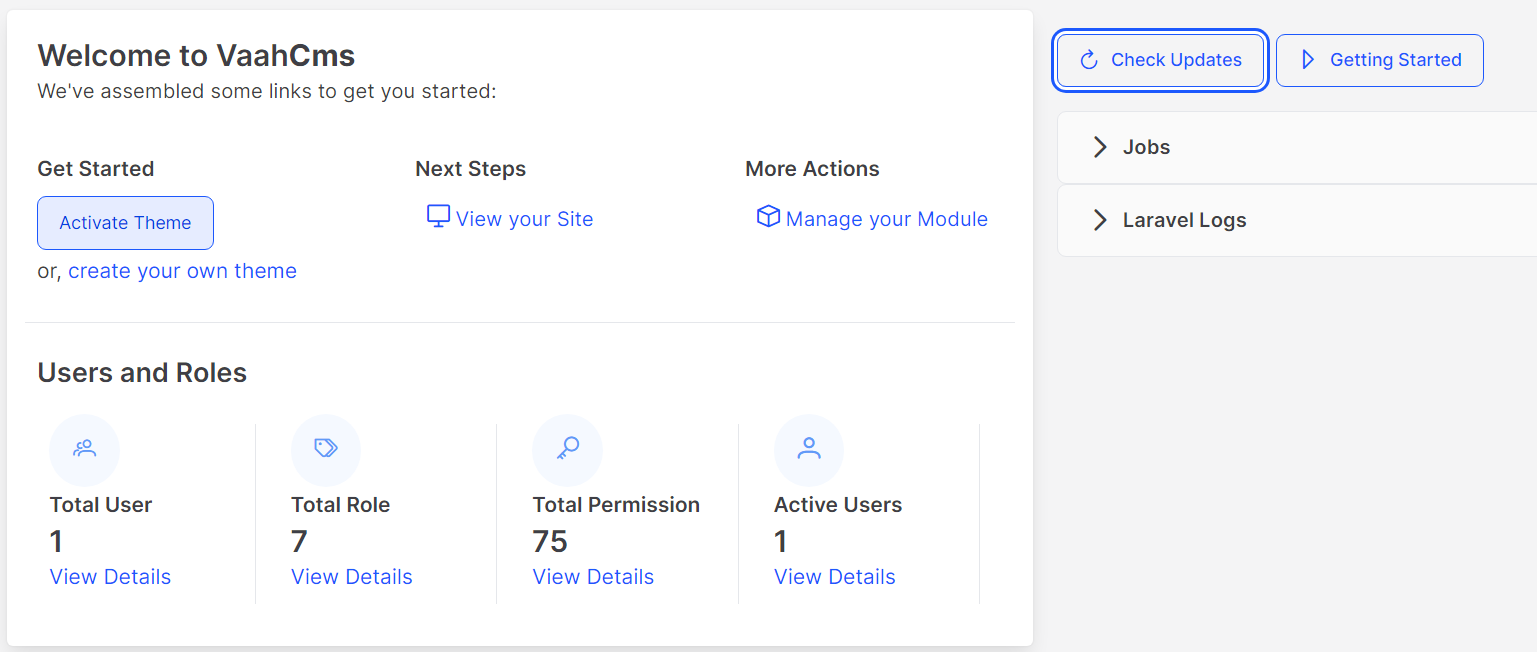 Welcome to VaahCms
We've assembled some links to get you started:
Get Started
Activate Theme
or, create your own theme
Next Steps
View your Site
More Actions
Manage your Module
Users and Roles
Total User
1
View Details
Total Role
7
View Details
Total Permission
75
View Details
Active Users
1
View Details
Check Updates
Getting Started
Jobs
Laravel Logs